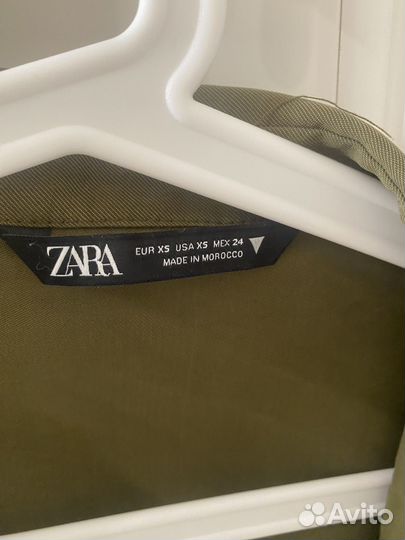 ZARA
EUR XS USA XS MEX 24
MADE IN MOROCCO
Avito